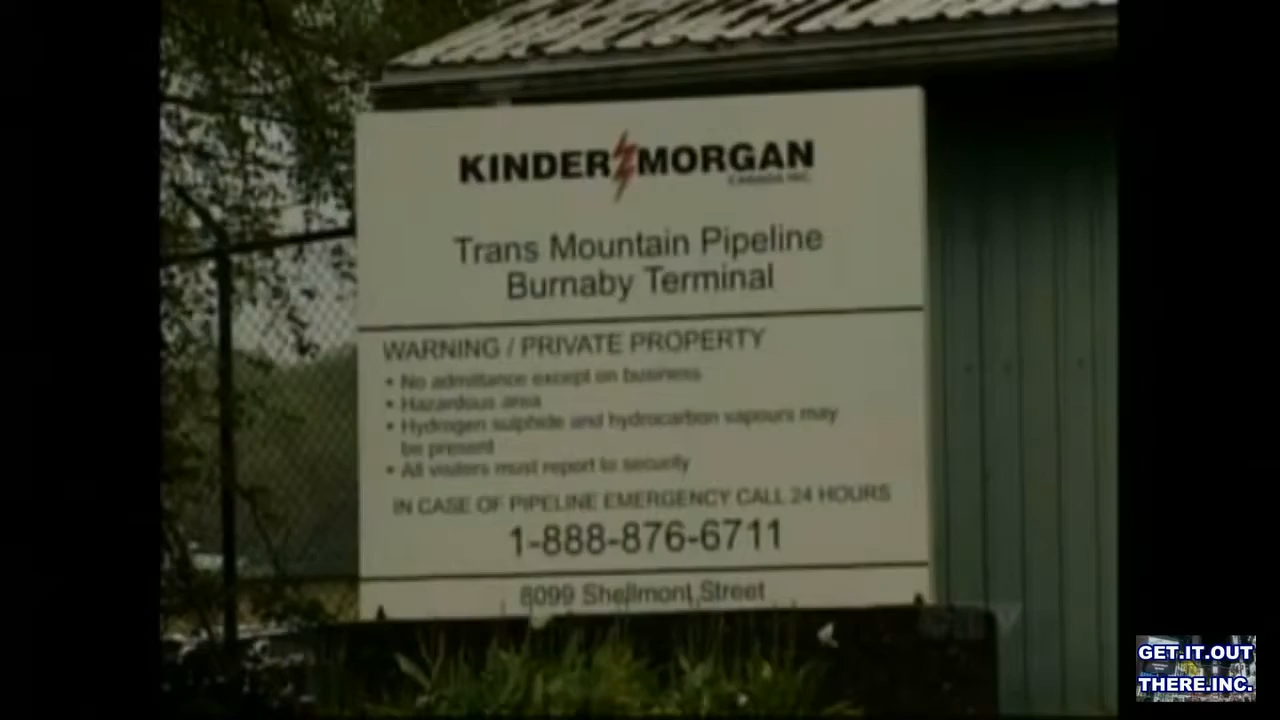 KINDER MORGAN
CANADA INC.
Trans Mountain Pipeline
Burnaby Terminal
WARNING / PRIVATE PROPERTY
• No admittance except on business
• Hazardous area
• Hydrogen sulphide and hydrocarbon vapours may
be present
• All visitors must report to security
IN CASE OF PIPELINE EMERGENCY CALL 24 HOURS
1-888-876-6711
8099 Shellmont Street
GET.IT.OUT
THERE.INC.